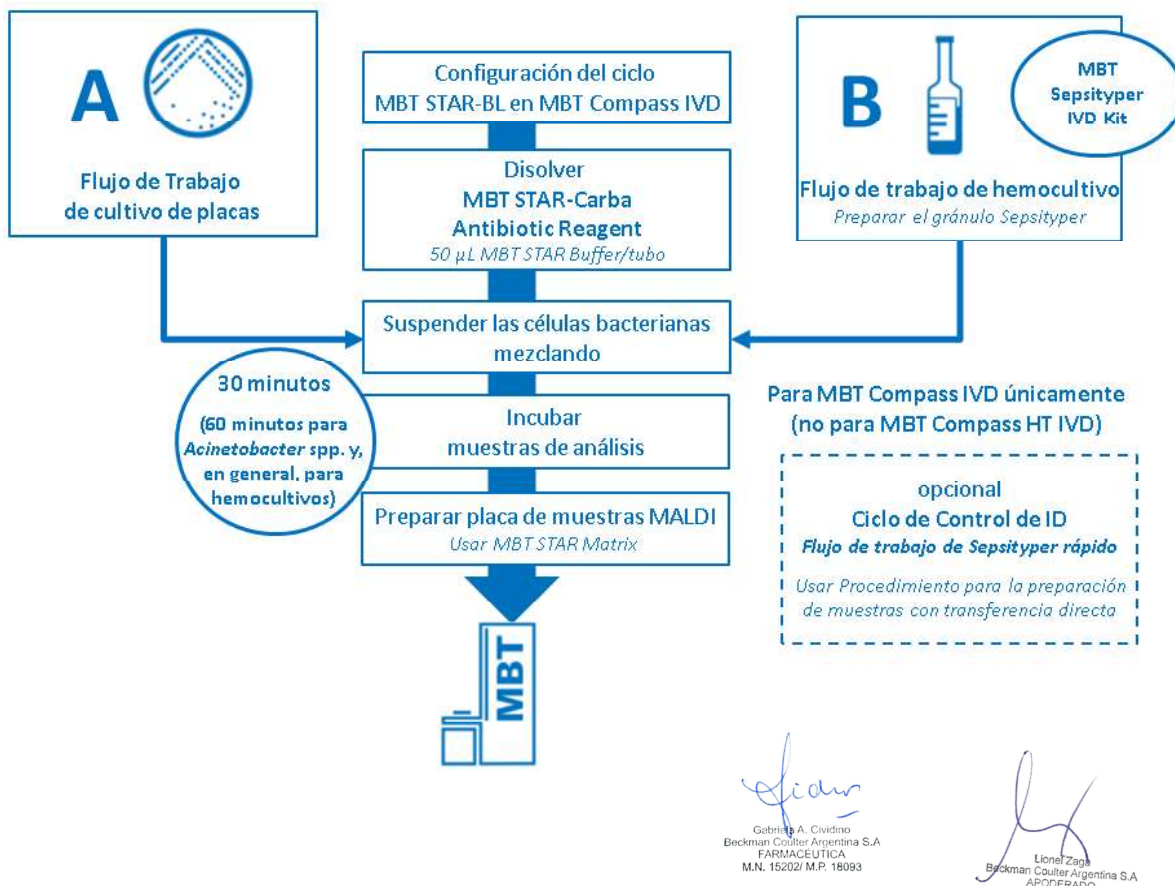 A
Flujo de Trabajo
de cultivo de placas
Configuración del ciclo
MBT STAR-BL en MBT Compass IVD
Disolver
MBT STAR-Carba
Antibiotic Reagent
50 µL MBT STAR Buffer/tubo
B
MBT
Sepsityper
IVD Kit
Flujo de trabajo de hemocultivo
Preparar el gránulo Sepsityper
Suspender las células bacterianas
mezclando
30 minutos
(60 minutos para
Acinetobacter spp. y,
en general, para
hemocultivos)
Incubar
muestras de análisis
Preparar placa de muestras MALDI
Usar MBT STAR Matrix
MBT
Para MBT Compass IVD únicamente
(no para MBT Compass HT IVD)
opcional
Ciclo de Control de ID
Flujo de trabajo de Sepsityper rápido
Usar Procedimiento para la preparación
de muestras con transferencia directa
Gabriela A. Cividino
Beckman Coulter Argentina S.A
FARMACÉUTICA
M.N. 15202/ M.P. 18093
Lionel Zaga
Beckman Coulter Argentina S.A
APODERADO